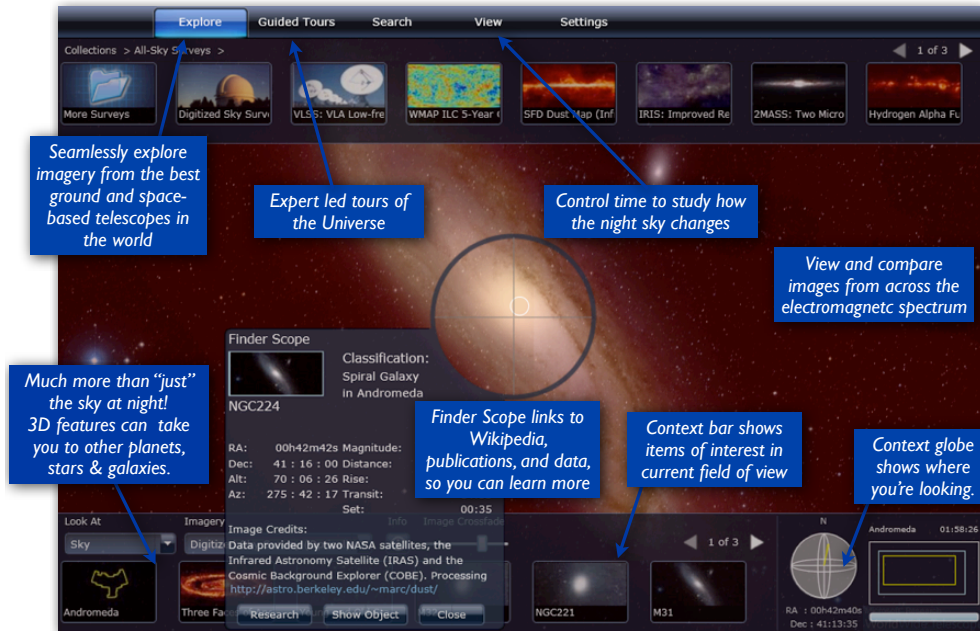 Explore Guided Tours Search View Settings
Collections > All-Sky Surveys >
1 of 3
More Surveys
Digitized Sky Surve
VLSS: VLA Low-fre
WMAP ILC 5-Year
SFD Dust Map (Inf
IRIS: Improved Re
2MASS: Two Micro
Hydrogen Alpha Fu
Seamlessly explore
imagery from the best
ground and space-
based telescopes in
the world
Expert led tours of
the Universe
Control time to study how
the night sky changes
View and compare
images from across the
electromagnetc spectrum
Finder Scope
Classification:
Spiral Galaxy
in Andromeda
NGC224
RA: 00h42m42s Magnitude:
Dec: 41 : 16 : 00 Distance:
Alt: 70 : 06 : 26 Rise:
Az: 275 : 42 : 17 Transit:
Set: 00:35
Image Credits:
Data provided by two NASA satellites, the
Infrared Astronomy Satellite (IRAS) and the
Cosmic Background Explorer (COBE). Processing
http://astro.berkeley.edu/~marc/dust/
Research Show Object Close
Much more than "just"
the sky at night!
3D features can take
you to other planets,
stars & galaxies.
Finder Scope links to
Wikipedia,
publications, and data,
so you can learn more
Context bar shows
items of interest in
current field of view
Context globe
shows where
you're looking.
Look At
Sky
Imagery
Digitiz
Info
Image Crossfade
1 of 3
Andromeda
Three Fa
NGC221
M31
N
RA : 00h42m40s
Dec : 41:13:35
Andromeda 01:58:26